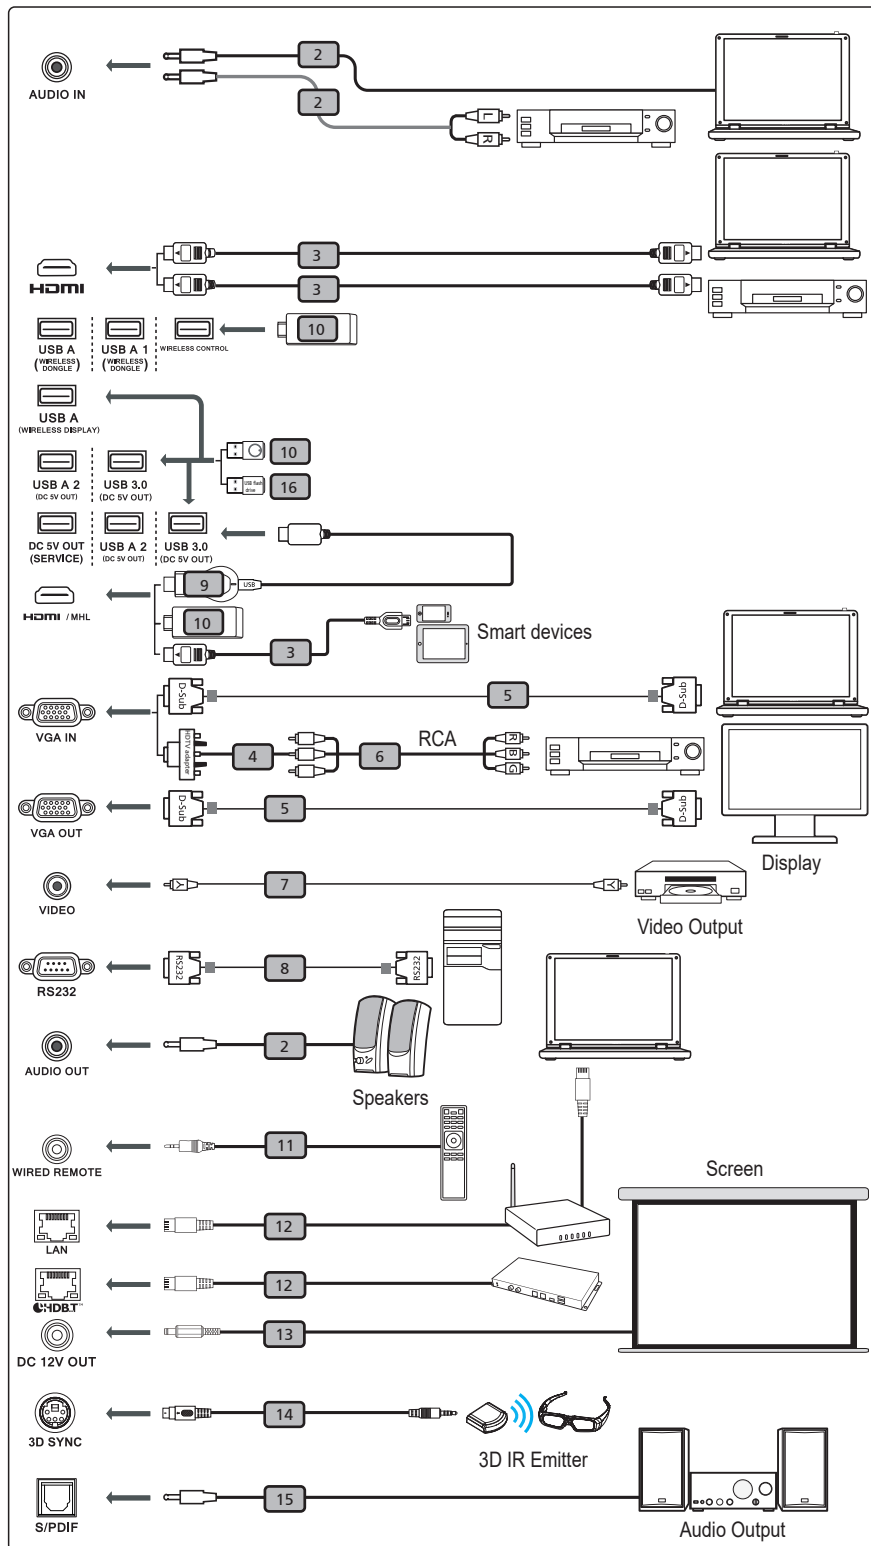 2
AUDIO IN
2
L
R
3
HDMI
3
10
USB A
(WIRELESS DONGLE)
USB A 1
(WIRELESS DONGLE)
WIRELESS CONTROL
USB A
(WIRELESS DISPLAY)
10
USB A 2
(DC 5V OUT)
USB 3.0
(DC 5V OUT)
USB flash drive
16
DC 5V OUT
(SERVICE)
USB A 2
(DC 5V OUT)
USB 3.0
(DC 5V OUT)
9
USB
HDMI / MHL
10
3
Smart devices
D-Sub
5
D-Sub
VGA IN
HDTV adapter
4
6
RCA
R
B
G
D-Sub
5
D-Sub
VGA OUT
Display
Y
7
Y
VIDEO
Video Output
RS232
8
RS232
RS232
2
AUDIO OUT
Speakers
11
WIRED REMOTE
Screen
12
LAN
12
HDBT™
13
DC 12V OUT
14
3D SYNC
3D IR Emitter
15
S/PDIF
Audio Output